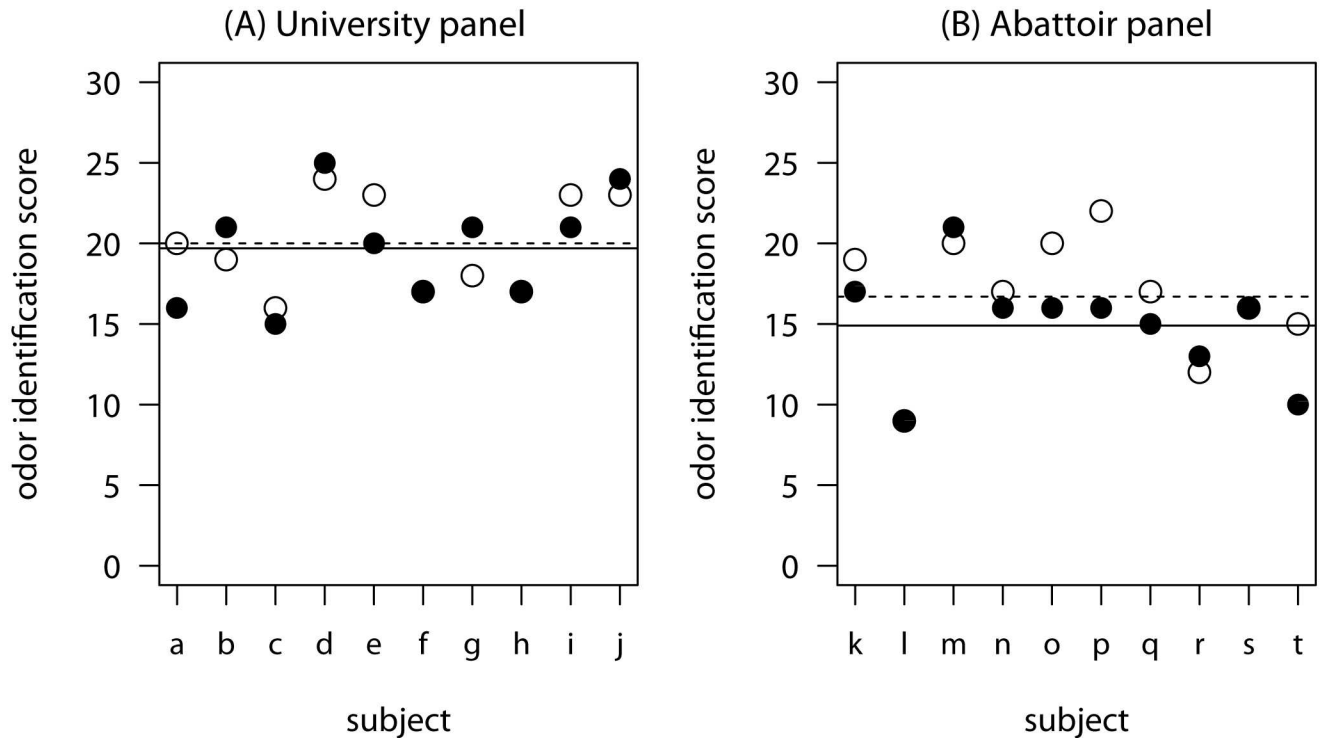 (A) University panel
odor identification score
30
25
20
15
10
5
0
a b c d e f g h i j
subject
(B) Abattoir panel
odor identification score
30
25
20
15
10
5
0
k l m n o p q r s t
subject